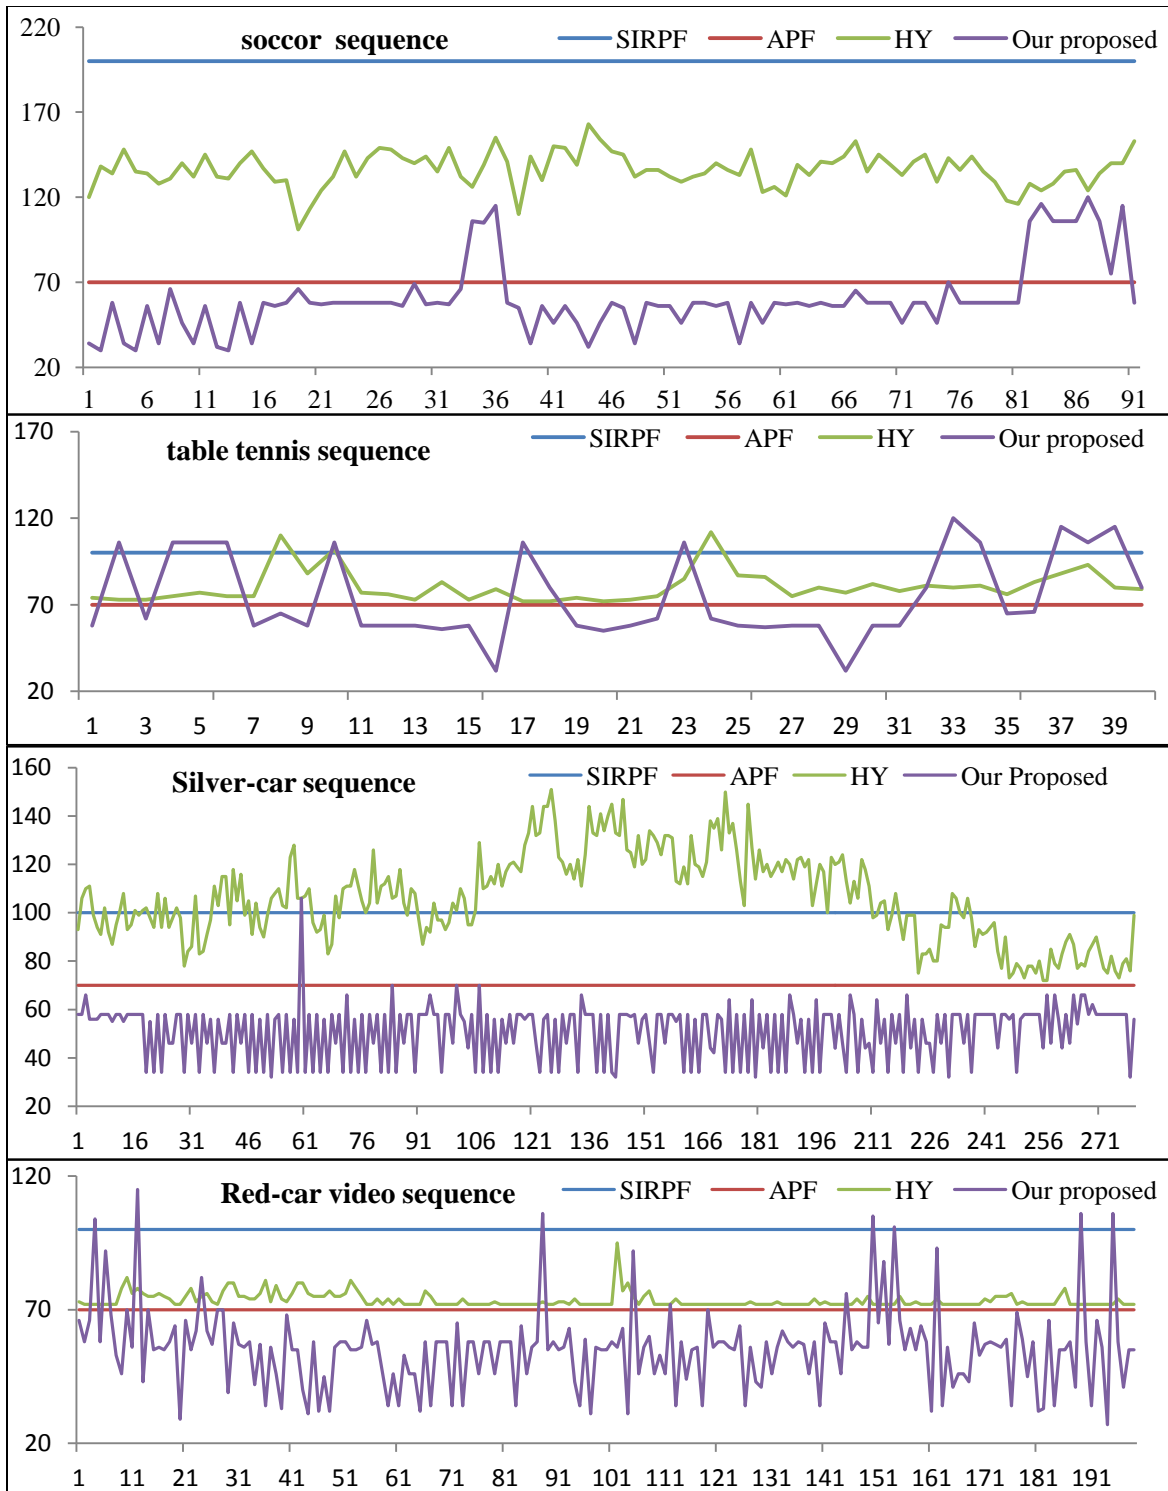 soccor sequence
SIRPF APF HY Our proposed
220
170
120
70
20
1 6 11 16 21 26 31 36 41 46 51 56 61 66 71 76 81 86 91
table tennis sequence
SIRPF APF HY Our proposed
170
120
70
20
1 3 5 7 9 11 13 15 17 19 21 23 25 27 29 31 33 35 37 39
Silver-car sequence
SIRPF APF HY Our Proposed
160
140
120
100
80
60
40
20
1 16 31 46 61 76 91 106 121 136 151 166 181 196 211 226 241 256 271
Red-car video sequence
SIRPF APF HY Our proposed
120
70
20
1 11 21 31 41 51 61 71 81 91 101 111 121 131 141 151 161 171 181 191